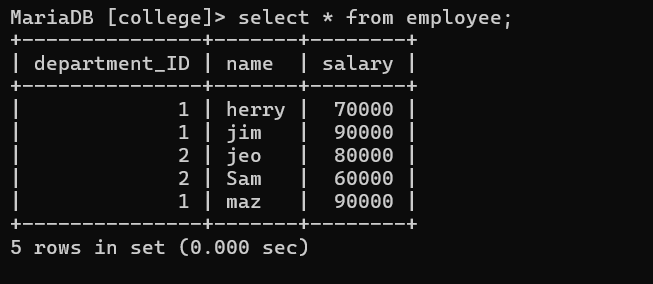 MariaDB [college]> select * from employee;
+---------------+-------+--------+
| department_ID | name  | salary |
+---------------+-------+--------+
|             1 | herry |  70000 |
|             1 | jim   |  90000 |
|             2 | jeo   |  80000 |
|             2 | Sam   |  60000 |
|             1 | maz   |  90000 |
+---------------+-------+--------+
5 rows in set (0.000 sec)